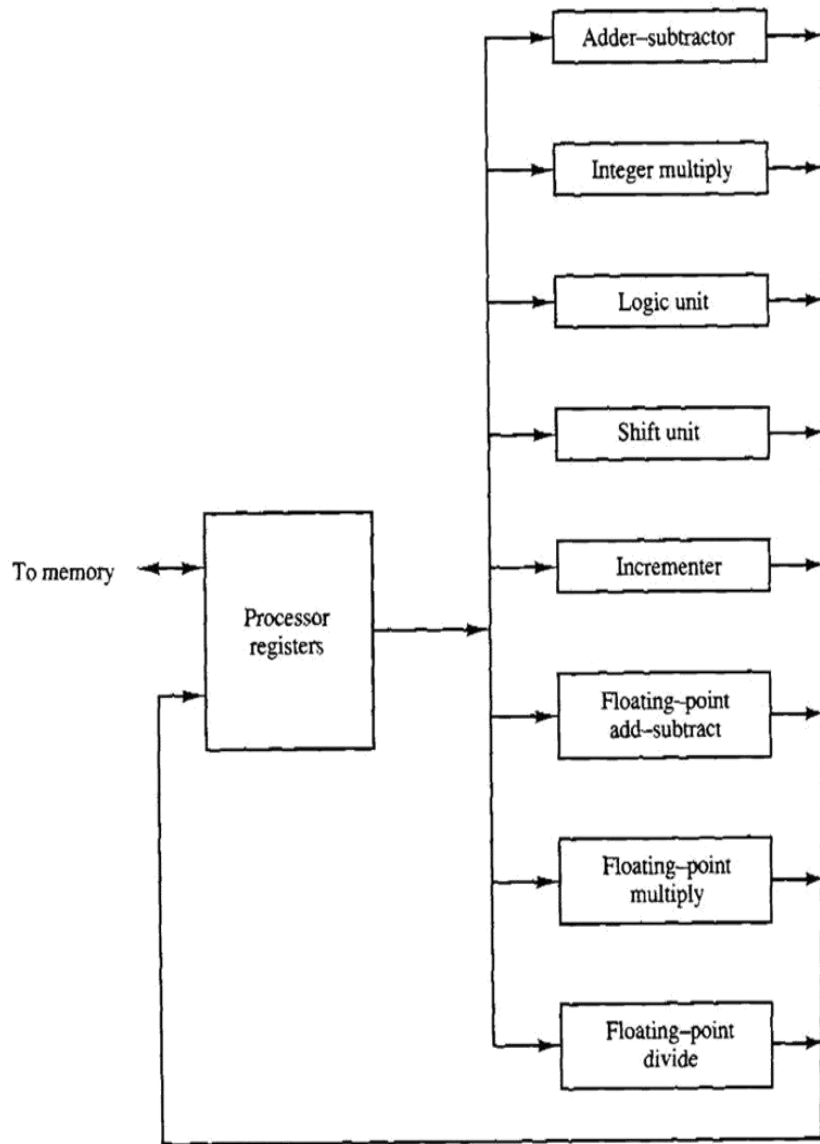 Adder–subtractor
Integer multiply
Logic unit
Shift unit
To memory
Incrementer
Processor
registers
Floating–point
add–subtract
Floating–point
multiply
Floating–point
divide